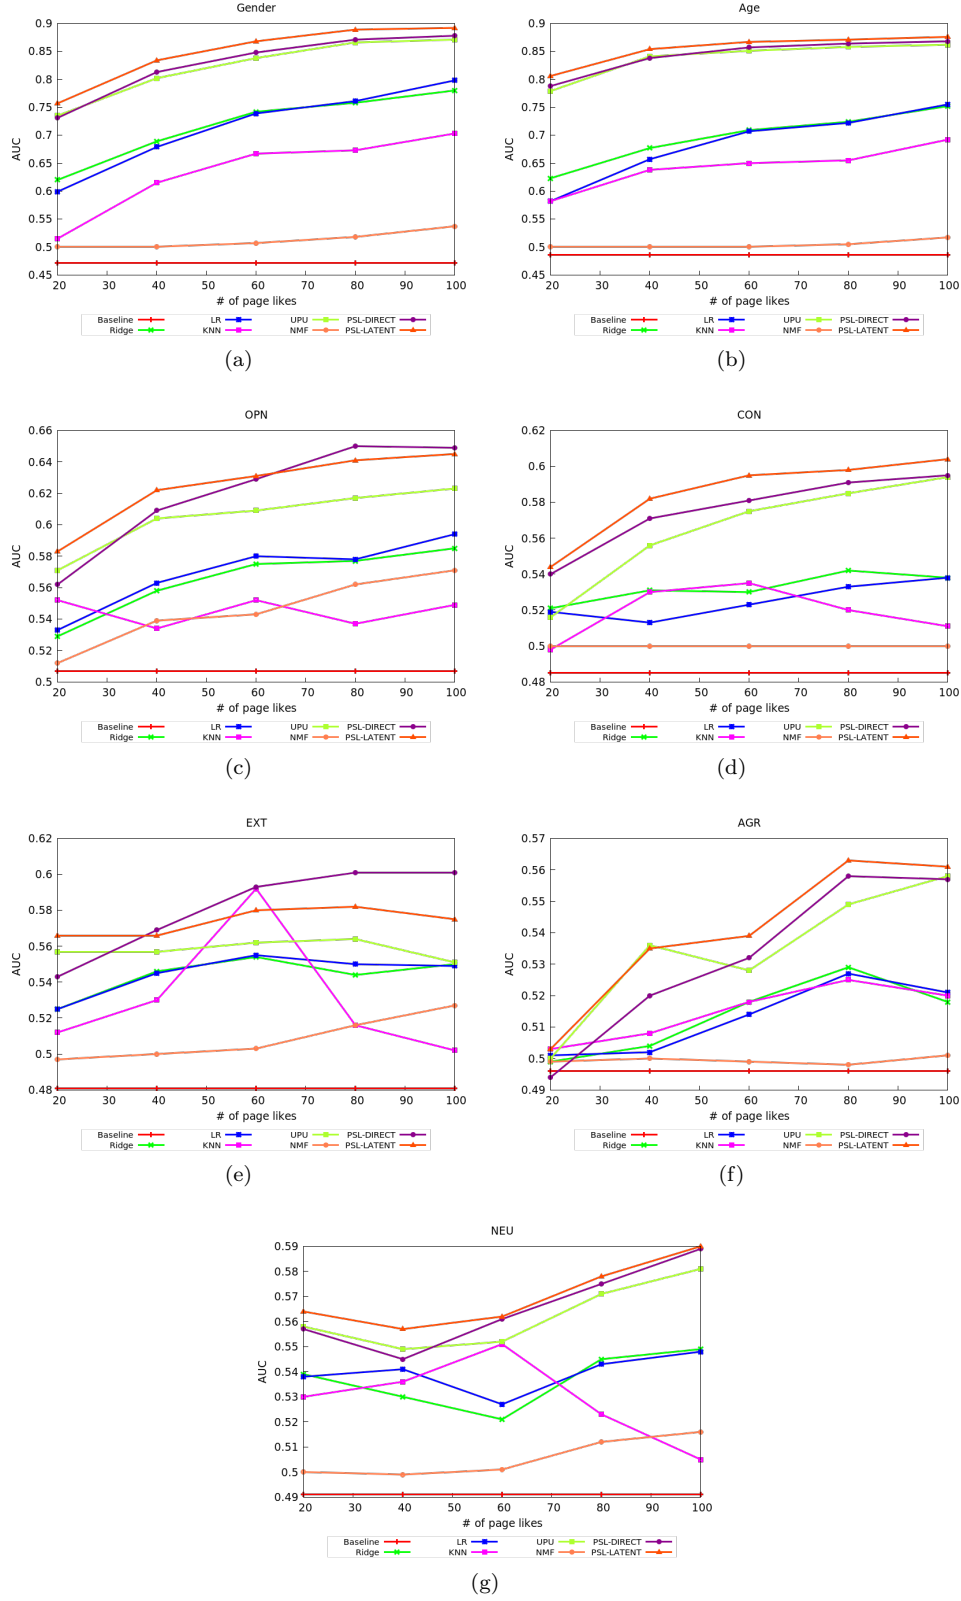 Gender
0.9
0.85
0.8
0.75
0.7
0.65
0.6
0.55
0.5
0.45
AUC
20 30 40 50 60 70 80 90 100
# of page likes
Baseline LR UPU PSL-DIRECT
Ridge KNN NMF PSL-LATENT
(a)
Age
0.9
0.85
0.8
0.75
0.7
0.65
0.6
0.55
0.5
0.45
AUC
20 30 40 50 60 70 80 90 100
# of page likes
Baseline LR UPU PSL-DIRECT
Ridge KNN NMF PSL-LATENT
(b)
OPN
0.66
0.64
0.62
0.6
0.58
0.56
0.54
0.52
0.5
AUC
20 30 40 50 60 70 80 90 100
# of page likes
Baseline LR UPU PSL-DIRECT
Ridge KNN NMF PSL-LATENT
(c)
CON
0.62
0.6
0.58
0.56
0.54
0.52
0.5
0.48
AUC
20 30 40 50 60 70 80 90 100
# of page likes
Baseline LR UPU PSL-DIRECT
Ridge KNN NMF PSL-LATENT
(d)
EXT
0.62
0.6
0.58
0.56
0.54
0.52
0.5
0.48
AUC
20 30 40 50 60 70 80 90 100
# of page likes
Baseline LR UPU PSL-DIRECT
Ridge KNN NMF PSL-LATENT
(e)
AGR
0.57
0.56
0.55
0.54
0.53
0.52
0.51
0.5
0.49
AUC
20 30 40 50 60 70 80 90 100
# of page likes
Baseline LR UPU PSL-DIRECT
Ridge KNN NMF PSL-LATENT
(f)
NEU
0.59
0.58
0.57
0.56
0.55
0.54
0.53
0.52
0.51
0.5
0.49
AUC
20 30 40 50 60 70 80 90 100
# of page likes
Baseline LR UPU PSL-DIRECT
Ridge KNN NMF PSL-LATENT
(g)